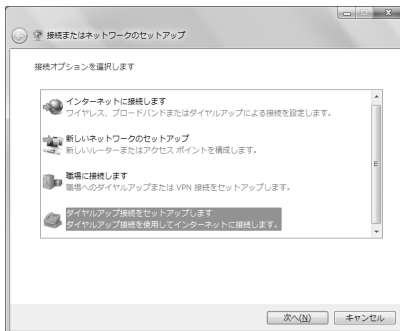 接続またはネットワークのセットアップ
接続オプションを選択します
インターネットに接続します
ワイヤレス、ブロードバンドまたはダイヤルアップによる接続を設定します。
新しいネットワークのセットアップ
新しいルーターまたはアクセス ポイントを構成します。
職場に接続します
職場へのダイヤルアップまたは VPN 接続をセットアップします。
ダイヤルアップ接続をセットアップします
ダイヤルアップ接続を使用してインターネットに接続します。
次へ(N)
キャンセル